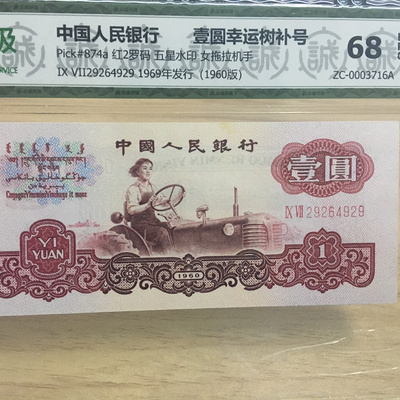 级
中国人民银行 壹圆幸运树补号
68
SERVICE
Pick#874a 红2罗码 五星水印 女拖拉机手
IX VII29264929 1969年发行（1960版）
ZC-0003716A
中国人民银行
壹圓
IX VII 29264929
YI
YUAN
1960
1